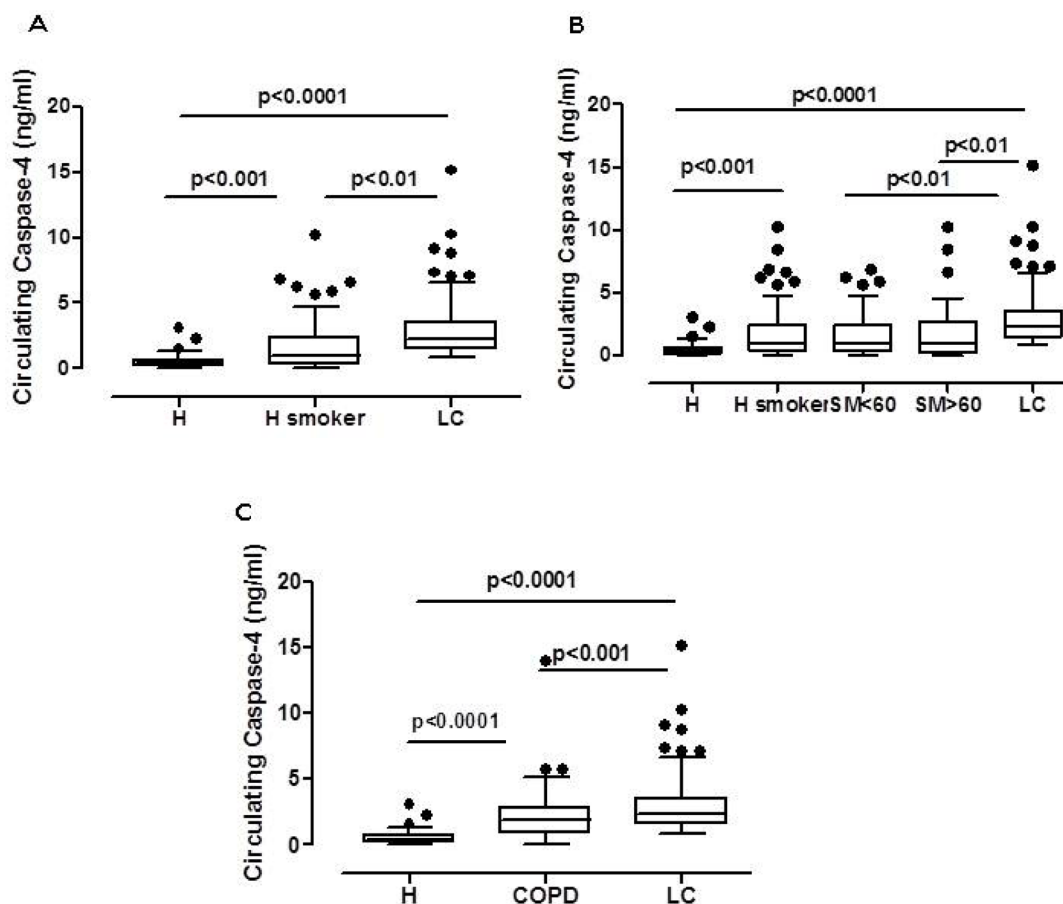 A
Circulating Caspase-4 (ng/ml)
20
15
10
5
0
p<0.0001
p<0.001
p<0.01
H
H smoker
LC
B
Circulating Caspase-4 (ng/ml)
20
15
10
5
0
p<0.0001
p<0.001
p<0.01
p<0.01
H
H smoker
SM<60
SM>60
LC
C
Circulating Caspase-4 (ng/ml)
20
15
10
5
0
p<0.0001
p<0.001
p<0.0001
H
COPD
LC